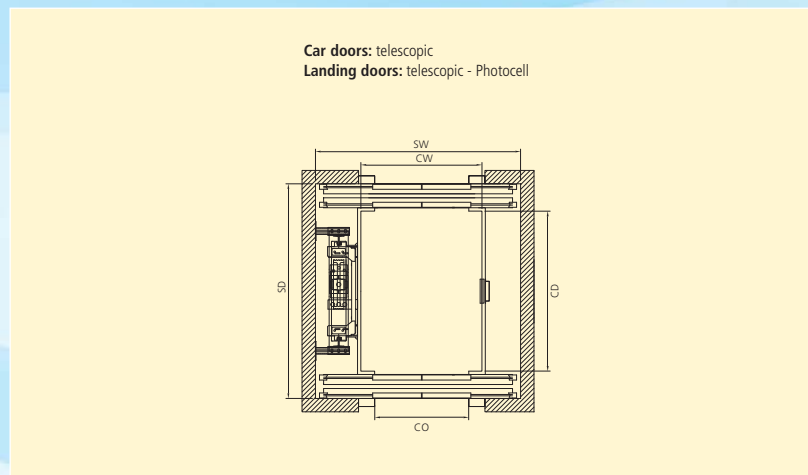 Car doors: telescopic
Landing doors: telescopic - Photocell
SW
CW
SD
CD
CO